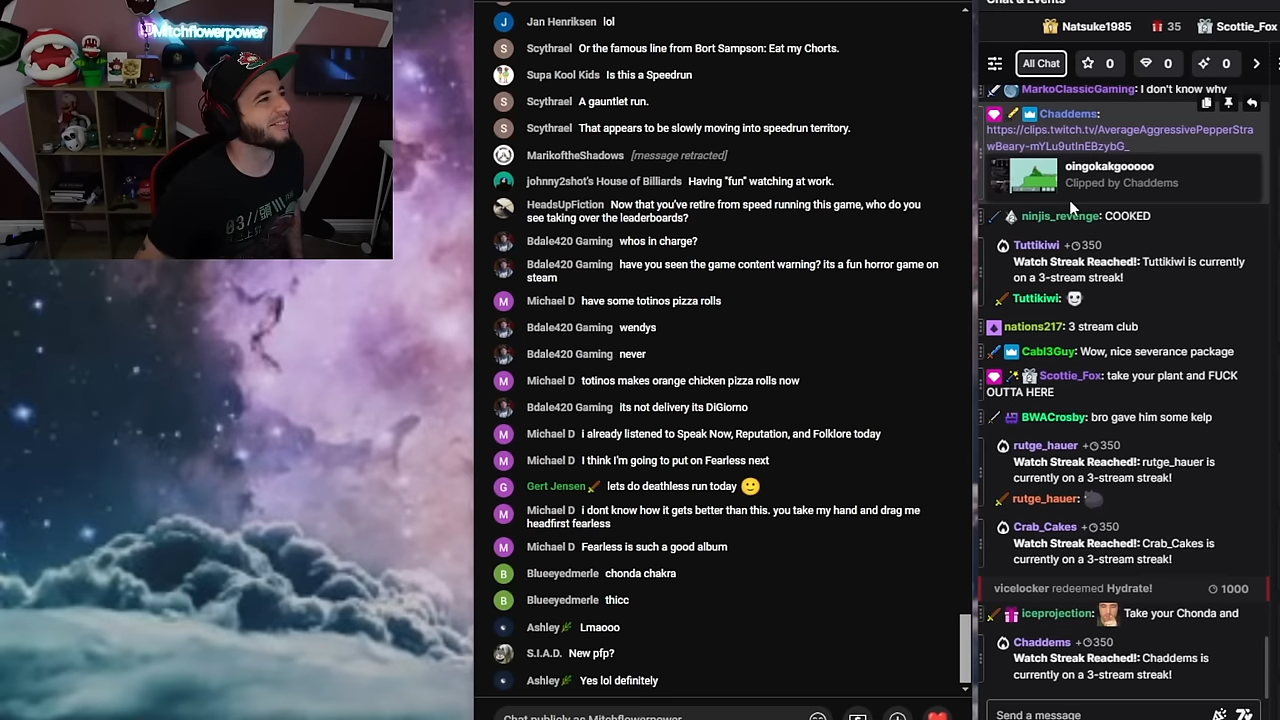 Mitchflowerpower
Jan Henriksen lol
Scythrael Or the famous line from Bort Sampson: Eat my Chorts.
Supa Kool Kids Is this a Speedrun
Scythrael A gauntlet run.
Scythrael That appears to be slowly moving into speedrun territory.
MarikoftheShadows [message retracted]
johnny2shot's House of Billiards Having "fun" watching at work.
HeadsUpFiction Now that you've retire from speed running this game, who do you
see taking over the leaderboards?
Bdale420 Gaming whos in charge?
Bdale420 Gaming have you seen the game content warning? its a fun horror game on
steam
Michael D have some totinos pizza rolls
Bdale420 Gaming wendys
Bdale420 Gaming never
Michael D totinos makes orange chicken pizza rolls now
Bdale420 Gaming its not delivery its DiGiorno
Michael D i already listened to Speak Now, Reputation, and Folklore today
Michael D I think I'm going to put on Fearless next
Gert Jensen lets do deathless run today 🙂
Michael D i dont know how it gets better than this. you take my hand and drag me
headfirst fearless
Michael D Fearless is such a good album
Blueeyedmerle chonda chakra
Blueeyedmerle thicc
Ashley Lmaooo
S.I.A.D. New pfp?
Ashley Yes lol definitely
Chat publicly as Mitchflowerpower
Chat & Events
Natsuke1985 35 Scottie_Fox
All Chat 0 0 0
MarkoClassicGaming: I don't know why
Chaddems:
https://clips.twitch.tv/AverageAggressivePepperStra
wBeary-mYLu9utInEBzybG_
oingokakgooooo
Clipped by Chaddems
ninjis_revenge: COOKED
Tuttikiwi +350
Watch Streak Reached!: Tuttikiwi is currently
on a 3-stream streak!
Tuttikiwi:
nations217: 3 stream club
Cabl3Guy: Wow, nice severance package
Scottie_Fox: take your plant and FUCK
OUTTA HERE
BWACrosby: bro gave him some kelp
rutge_hauer +350
Watch Streak Reached!: rutge_hauer is
currently on a 3-stream streak!
rutge_hauer:
Crab_Cakes +350
Watch Streak Reached!: Crab_Cakes is
currently on a 3-stream streak!
vicelocker redeemed Hydrate! 1000
iceprojection: Take your Chonda and
Chaddems +350
Watch Streak Reached!: Chaddems is
currently on a 3-stream streak!
Send a message